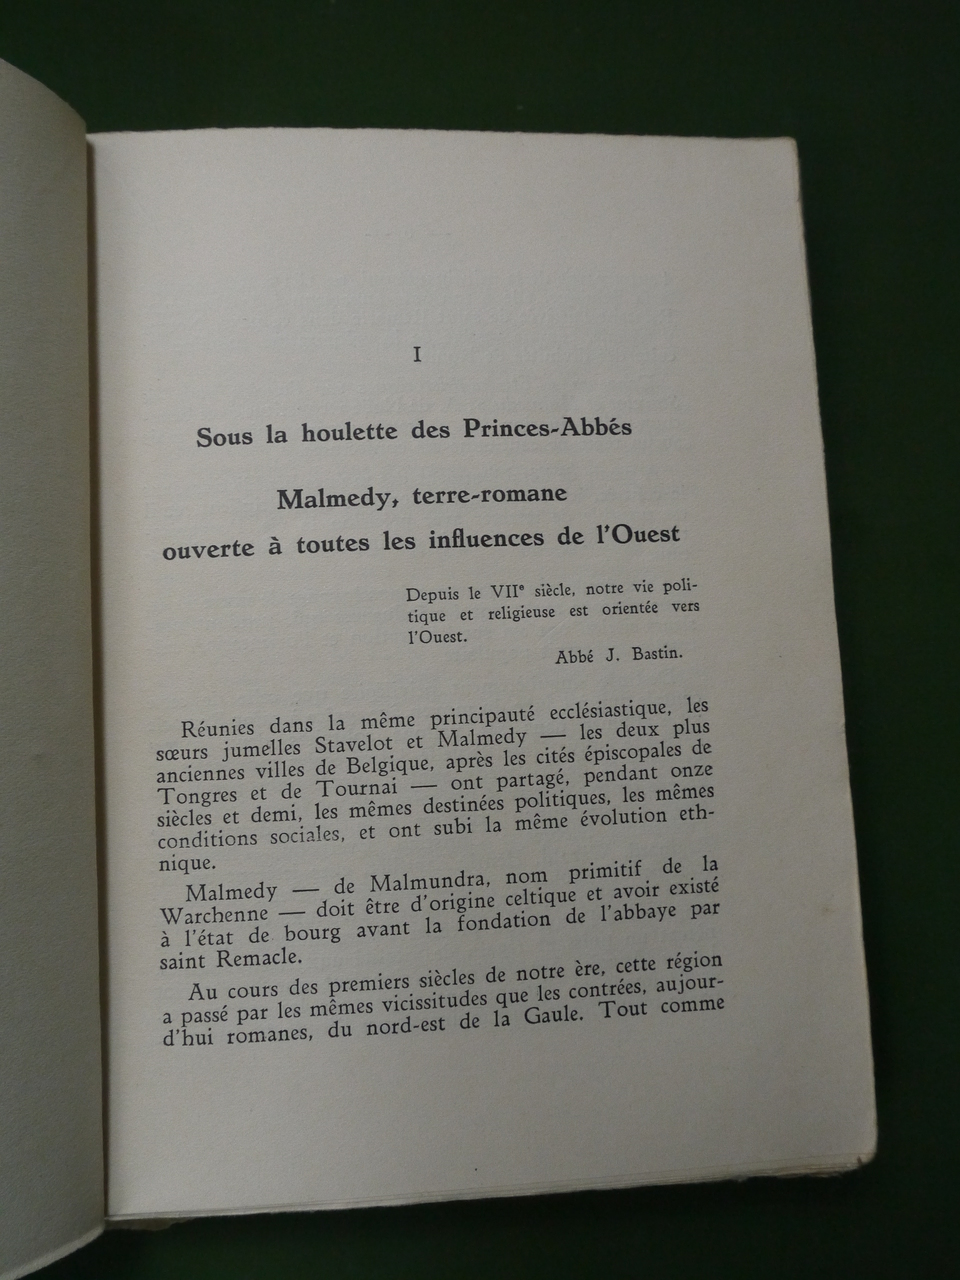 I
Sous la houlette des Princes-Abbés
Malmedy, terre-romane
ouverte à toutes les influences de l'Ouest
Depuis le VIIe siècle, notre vie poli-
tique et religieuse est orientée vers
l'Ouest.
Abbé J. Bastin.
Réunies dans la même principauté ecclésiastique, les
sœurs jumelles Stavelot et Malmedy — les deux plus
anciennes villes de Belgique, après les cités épiscopales de
Tongres et de Tournai — ont partagé, pendant onze
siècles et demi, les mêmes destinées politiques, les mêmes
conditions sociales, et ont subi la même évolution eth-
nique.
Malmedy — de Malmundra, nom primitif de la
Warchenne — doit être d'origine celtique et avoir existé
à l'état de bourg avant la fondation de l'abbaye par
saint Remacle.
Au cours des premiers siècles de notre ère, cette région
a passé par les mêmes vicissitudes que les contrées, aujour-
d'hui romanes, du nord-est de la Gaule. Tout comme